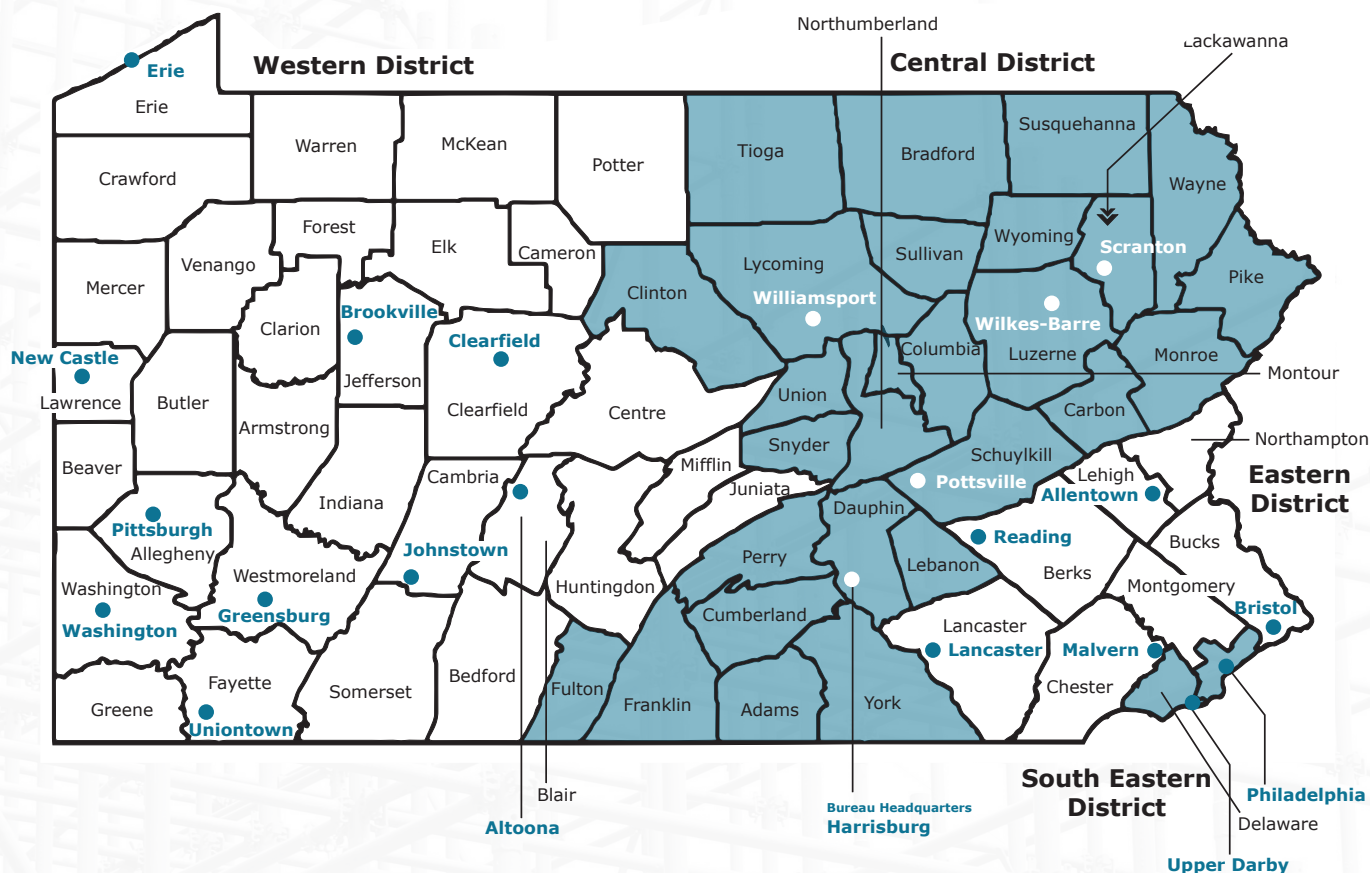 Northumberland
Lackawanna
Western District
Central District
Erie
Erie
Warren
McKean
Potter
Tioga
Bradford
Susquehanna
Wayne
Crawford
Forest
Elk
Cameron
Venango
Mercer
Clarion
Clinton
Lycoming
Sullivan
Wyoming
Scranton
Pike
Brookville
Jefferson
Clearfield
Clearfield
Williamsport
Wilkes-Barre
Luzerne
Columbia
Monroe
Montour
New Castle
Lawrence
Butler
Armstrong
Centre
Union
Carbon
Snyder
Northampton
Beaver
Indiana
Cambria
Mifflin
Juniata
Schuylkill
Pottsville
Lehigh
Allentown
Eastern
District
Pittsburgh
Allegheny
Johnstown
Huntingdon
Dauphin
Perry
Lebanon
Reading
Berks
Bucks
Montgomery
Washington
Washington
Westmoreland
Greensburg
Cumberland
Lancaster
Lancaster
Malvern
Bristol
Greene
Fayette
Uniontown
Somerset
Bedford
Fulton
Franklin
Adams
York
Chester
Blair
Altoona
Bureau Headquarters
Harrisburg
South Eastern
District
Philadelphia
Delaware
Upper Darby